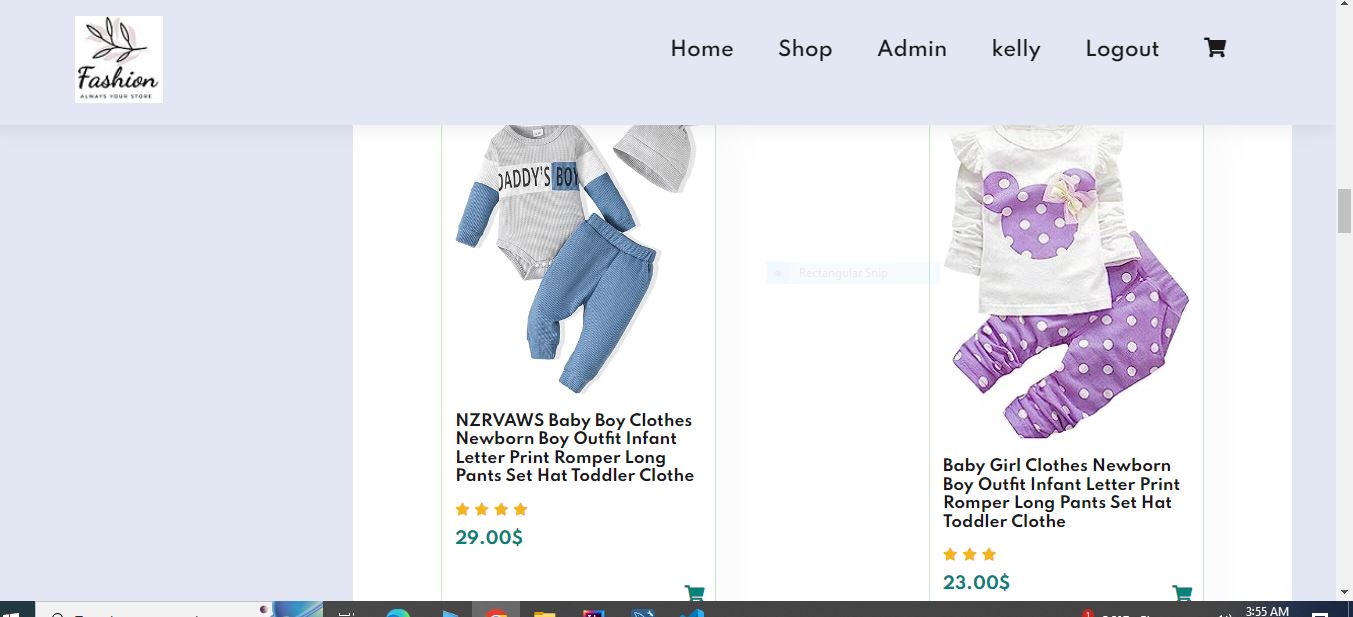 Fashion
ALWAYS YOUR STORE
Home
Shop
Admin
kelly
Logout
DADDY'S BOY
Rectangular Snip
NZRVAWS Baby Boy Clothes
Newborn Boy Outfit Infant
Letter Print Romper Long
Pants Set Hat Toddler Clothe
29.00$
Baby Girl Clothes Newborn
Boy Outfit Infant Letter Print
Romper Long Pants Set Hat
Toddler Clothe
23.00$
1
3:55 AM